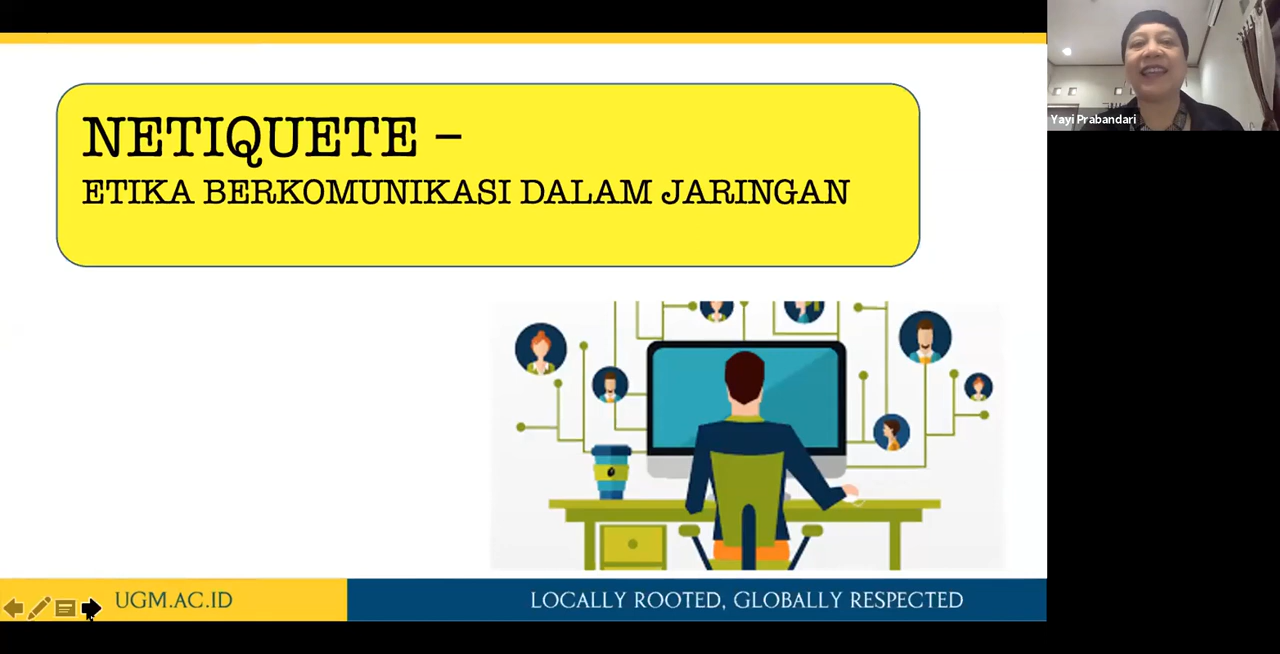 NETIQUETE –
ETIKA BERKOMUNIKASI DALAM JARINGAN
Yayi Prabandari
UGM.AC.ID
LOCALLY ROOTED, GLOBALLY RESPECTED